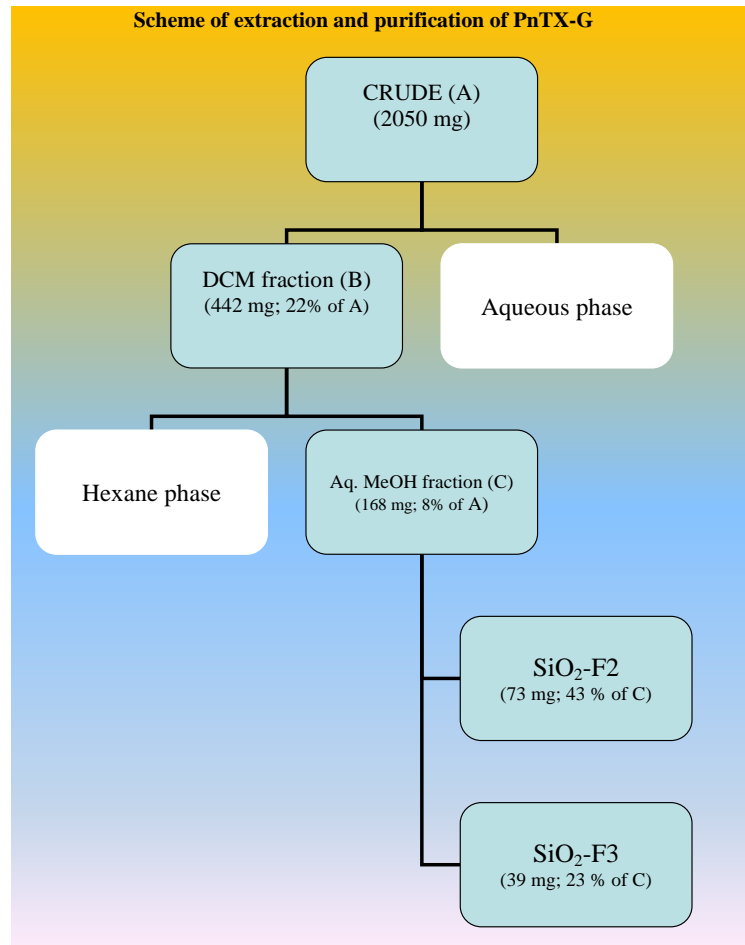 Scheme of extraction and purification of PnTX-G
CRUDE (A)
(2050 mg)
DCM fraction (B)
(442 mg; 22% of A)
Aqueous phase
Hexane phase
Aq. MeOH fraction (C)
(168 mg; 8% of A)
SiO₂-F2
(73 mg; 43 % of C)
SiO₂-F3
(39 mg; 23 % of C)